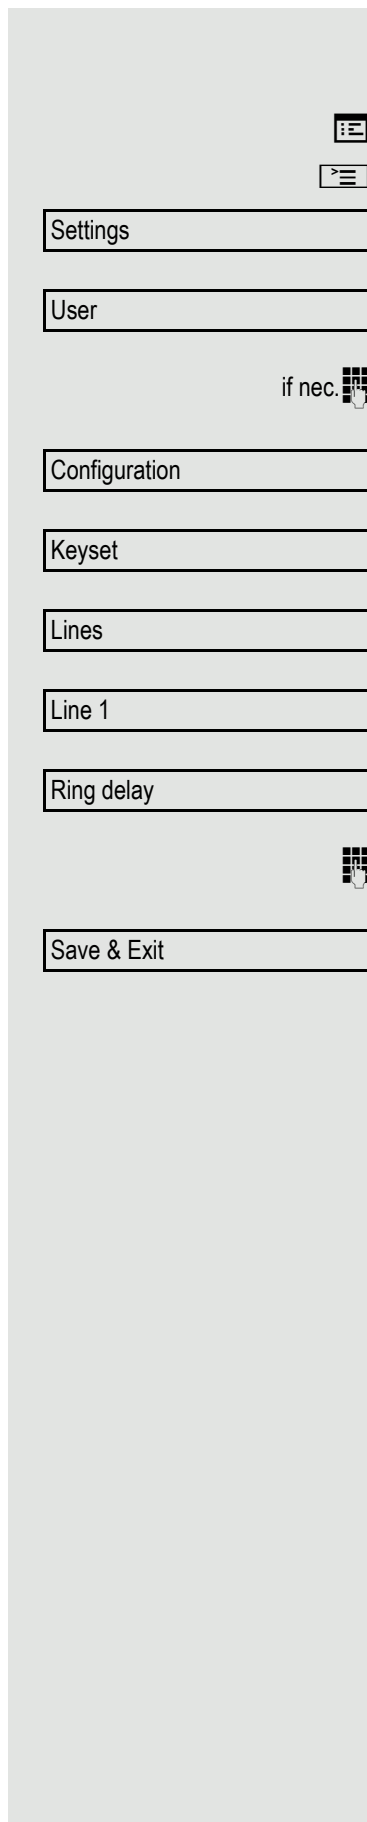 Settings
User
if nec.
Configuration
Keyset
Lines
Line 1
Ring delay
Save & Exit